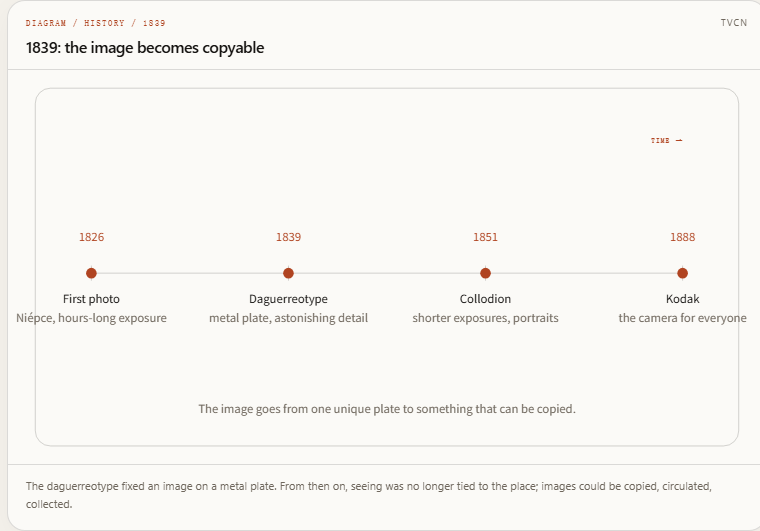 DIAGRAM / HISTORY / 1839
TVCN
1839: the image becomes copyable
TIME →
1826
1839
1851
1888
First photo
Daguerreotype
Collodion
Kodak
Niépce, hours-long exposure
metal plate, astonishing detail
shorter exposures, portraits
the camera for everyone
The image goes from one unique plate to something that can be copied.
The daguerreotype fixed an image on a metal plate. From then on, seeing was no longer tied to the place; images could be copied, circulated,
collected.